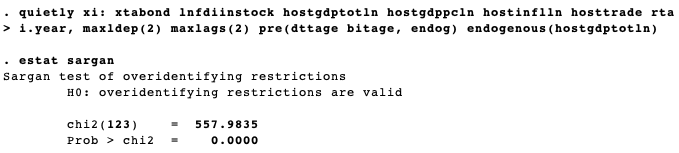 . quietly xi: xtabond lnfdiinstock hostgdptotln hostgdppcln hostinflln hosttrade rta
> i.year, maxldep(2) maxlags(2) pre(dttage bitage, endog) endogenous(hostgdptotln)
. estat sargan
Sargan test of overidentifying restrictions
H0: overidentifying restrictions are valid
chi2(123) = 557.9835
Prob > chi2 = 0.0000